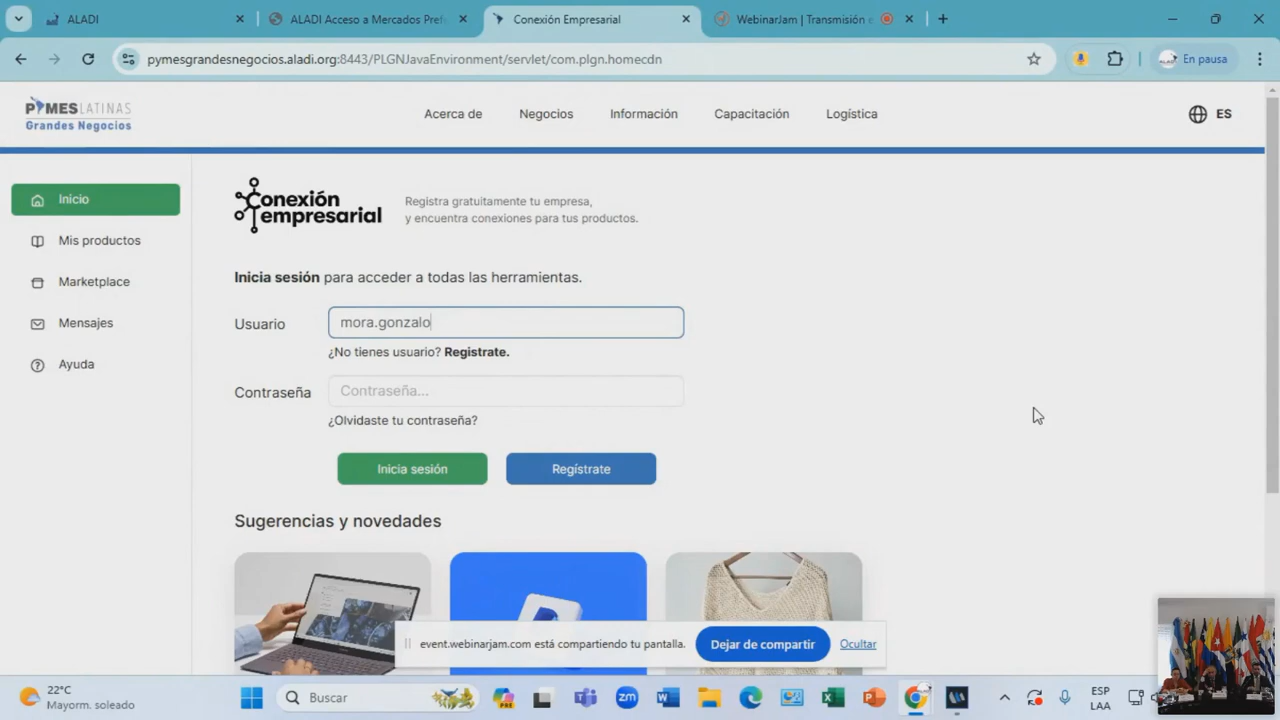 ALADI
ALADI Acceso a Mercados Pref
Conexión Empresarial
WebinarJam | Transmisión e
pymesgrandesnegocios.aladi.org:8443/PLGNJavaEnvironment/servlet/com.plgn.homecdn
En pausa
PYMES LATINAS
Grandes Negocios
Acerca de
Negocios
Información
Capacitación
Logística
ES
Inicio
Mis productos
Marketplace
Mensajes
Ayuda
Conexión
empresarial
Registra gratuitamente tu empresa,
y encuentra conexiones para tus productos.
Inicia sesión para acceder a todas las herramientas.
Usuario
mora.gonzalo
¿No tienes usuario? Registrate.
Contraseña
Contraseña...
¿Olvidaste tu contraseña?
Inicia sesión
Regístrate
Sugerencias y novedades
event.webinarjam.com está compartiendo tu pantalla.
Dejar de compartir
Ocultar
22°C
Mayorm. soleado
Buscar
ESP
LAA